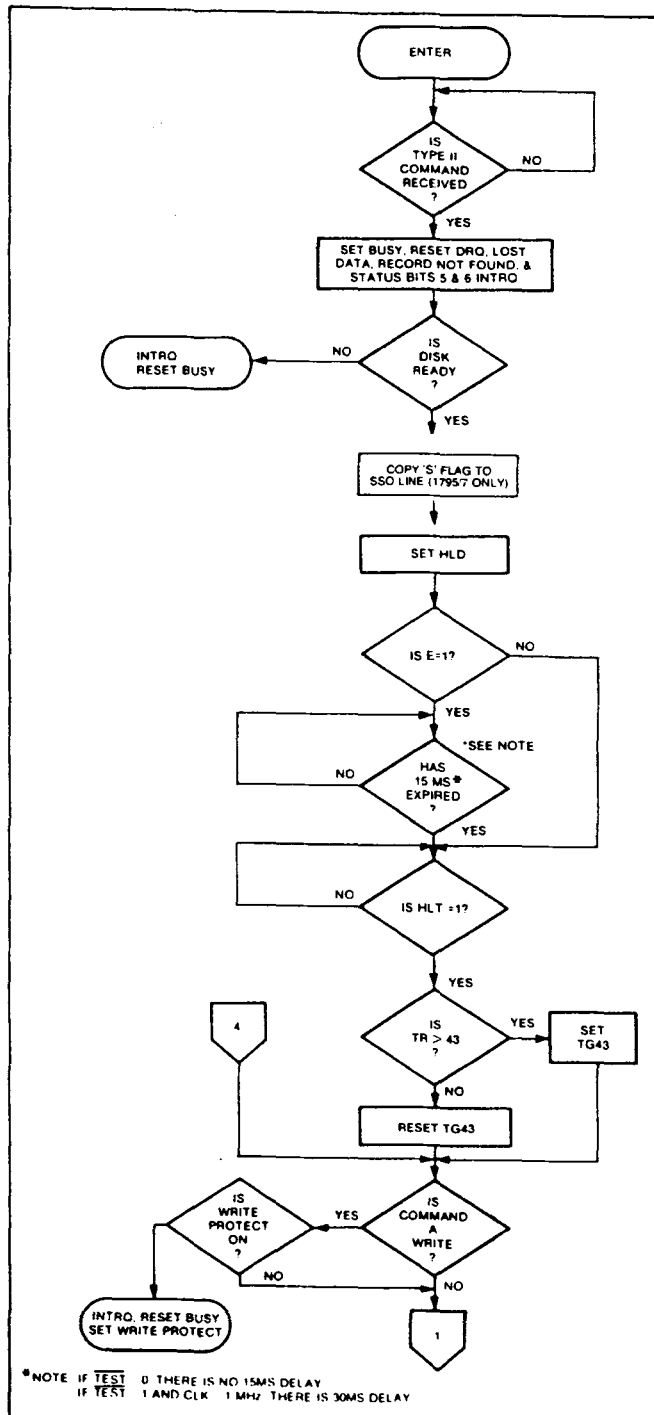 ENTER
IS
TYPE II
COMMAND
RECEIVED
?
NO
YES
SET BUSY, RESET DRQ, LOST
DATA, RECORD NOT FOUND, &
STATUS BITS 5 & 6 INTRQ
IS
DISK
READY
?
NO
INTRQ
RESET BUSY
YES
COPY 'S' FLAG TO
SSO LINE (1795/7 ONLY)
SET HLD
IS E=1?
NO
YES
*SEE NOTE
HAS
15 MS*
EXPIRED
?
NO
YES
IS HLT =1?
NO
YES
4
IS
TR > 43
?
YES
SET
TG43
NO
RESET TG43
IS
WRITE
PROTECT
ON
?
YES
IS
COMMAND
A
WRITE
?
NO
NO
INTRQ, RESET BUSY
SET WRITE PROTECT
1
*NOTE IF TEST 0 THERE IS NO 15MS DELAY
IF TEST 1 AND CLK 1 MHz THERE IS 30MS DELAY